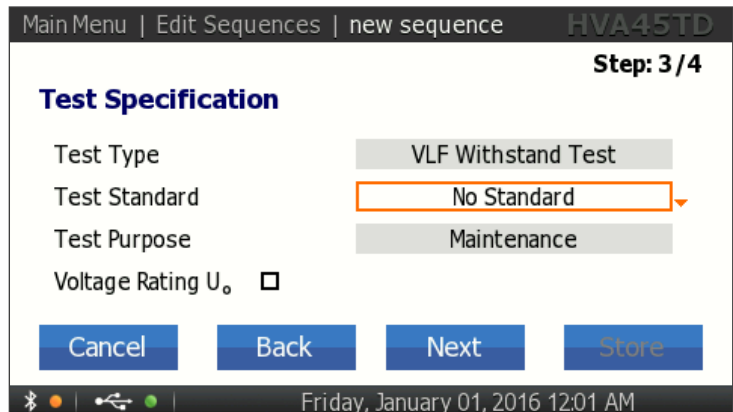 Main Menu | Edit Sequences | new sequence HVA45TD
Step: 3/4
Test Specification
Test Type VLF Withstand Test
Test Standard No Standard
Test Purpose Maintenance
Voltage Rating U₀
Cancel Back Next Store
Friday, January 01, 2016 12:01 AM